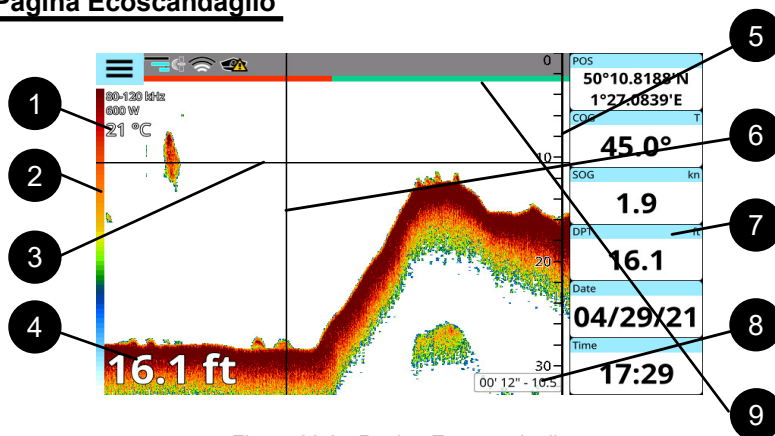 Pagina Ecoscandaglio
80-120 kHz
600 W
21 °C
16.1 ft
0
10
20
30
00' 12" - 10.5
POS
50°10.8188'N
1°27.0839'E
COG T
45.0°
SOG kn
1.9
DPT ft
16.1
Date
04/29/21
Time
17:29
1
2
3
4
5
6
7
8
9